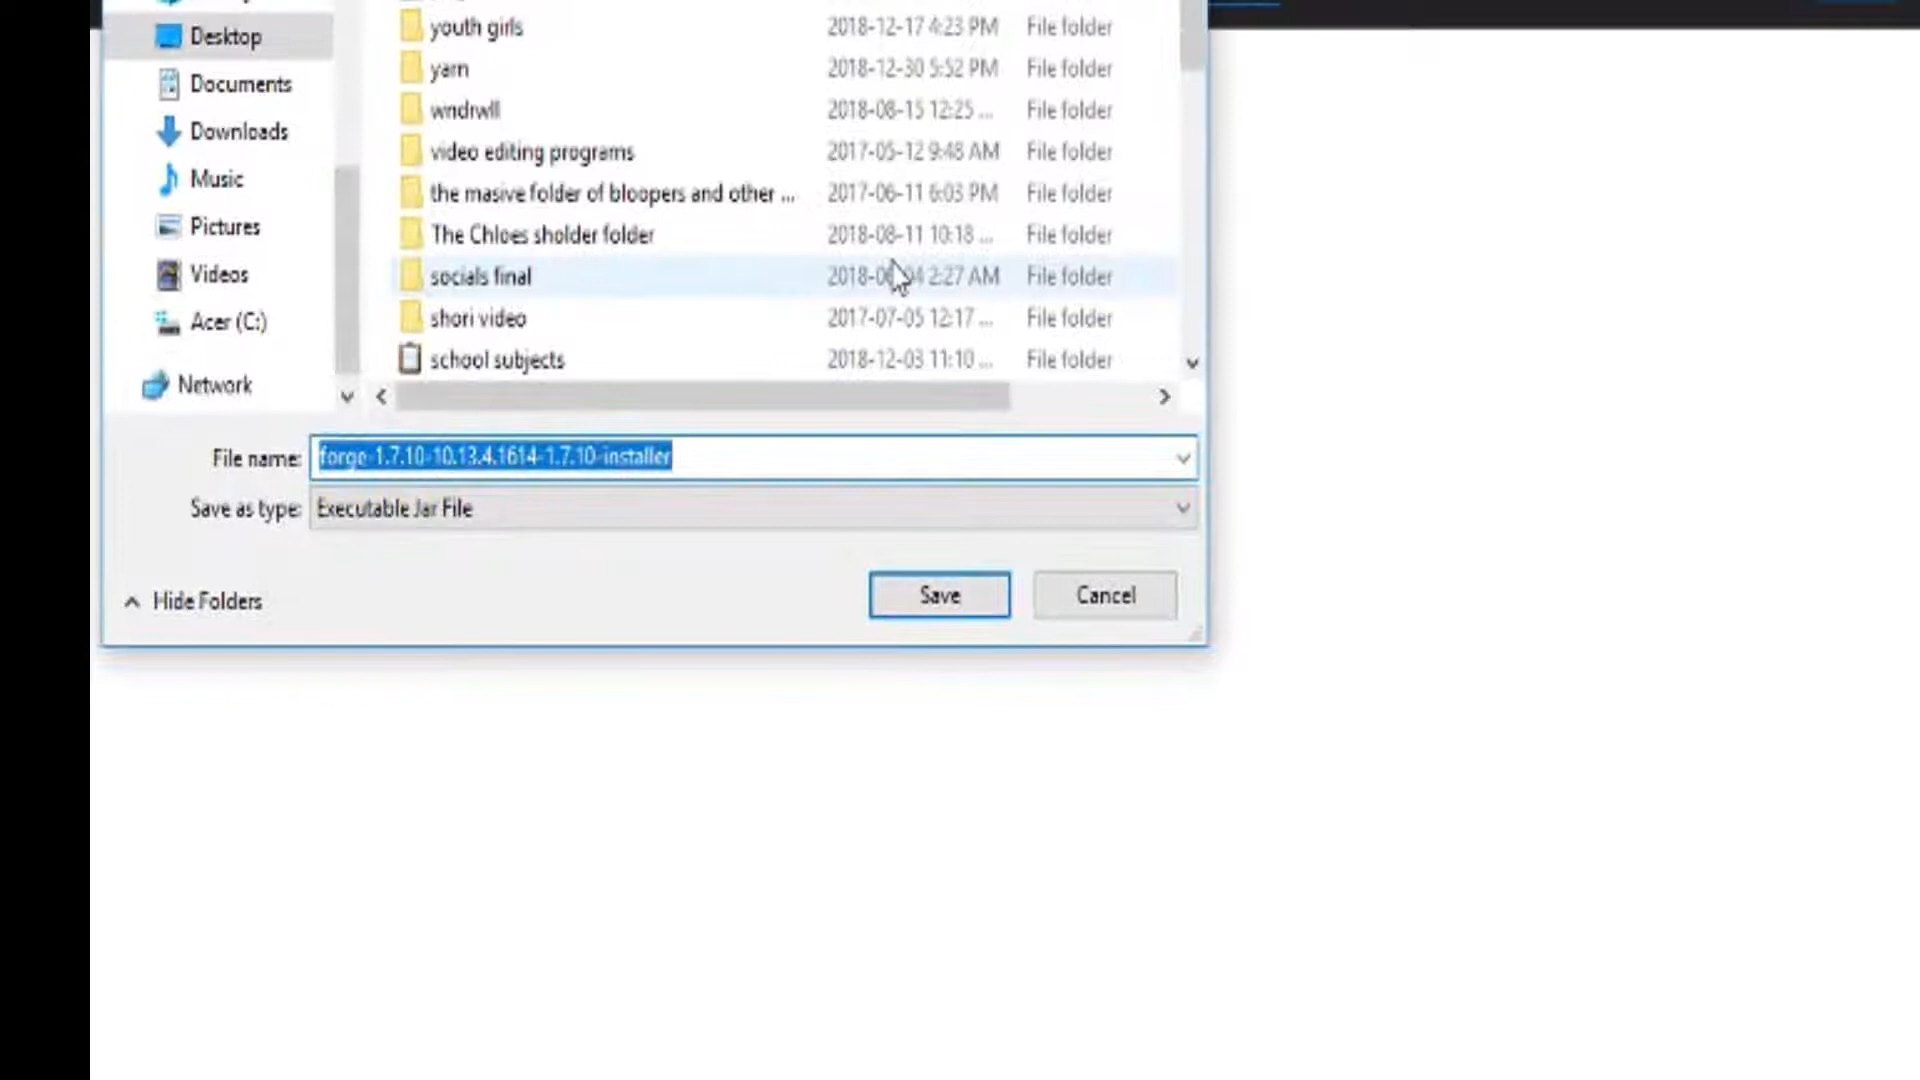 Desktop
Documents
Downloads
Music
Pictures
Videos
Acer (C:)
Network
youth girls 2018-12-17 4:23 PM File folder
yarn 2018-12-30 5:52 PM File folder
wndrwll 2018-08-15 12:25 ... File folder
video editing programs 2017-05-12 9:48 AM File folder
the masive folder of bloopers and other ... 2017-06-11 6:03 PM File folder
The Chloes sholder folder 2018-08-11 10:18 ... File folder
socials final 2:27 AM File folder
shori video 2017-07-05 12:17 ... File folder
school subjects 2018-12-03 11:10 ... File folder
File name: forge-1.7.10-10.13.4.1614-1.7.10-installer
Save as type: Executable Jar File
Hide Folders
Save Cancel